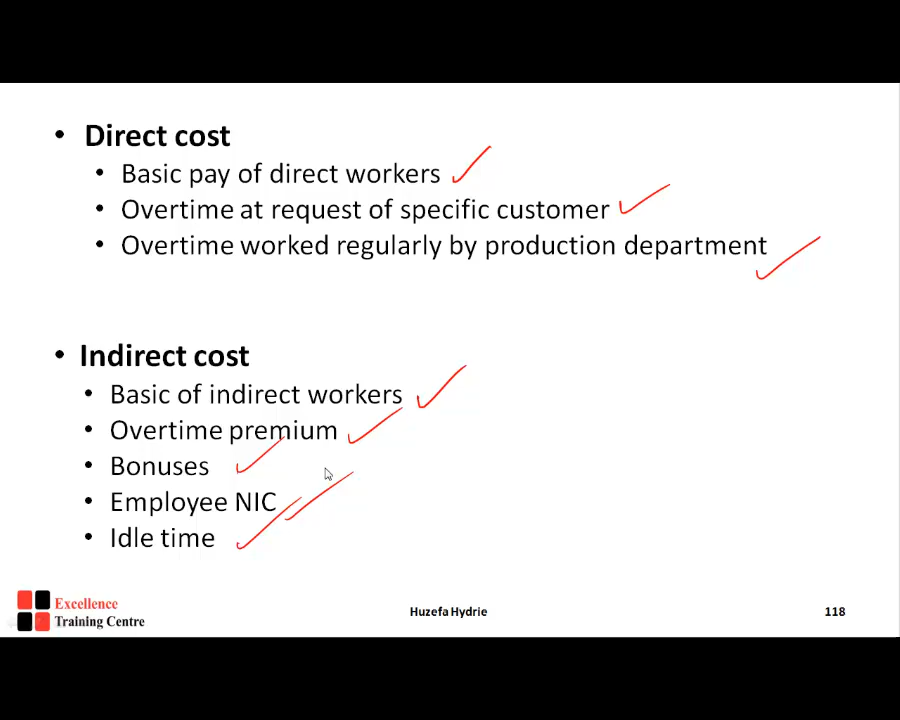 • Direct cost
• Basic pay of direct workers
• Overtime at request of specific customer
• Overtime worked regularly by production department
• Indirect cost
• Basic of indirect workers
• Overtime premium
• Bonuses
• Employee NIC
• Idle time
Excellence
Training Centre
Huzefa Hydrie
118